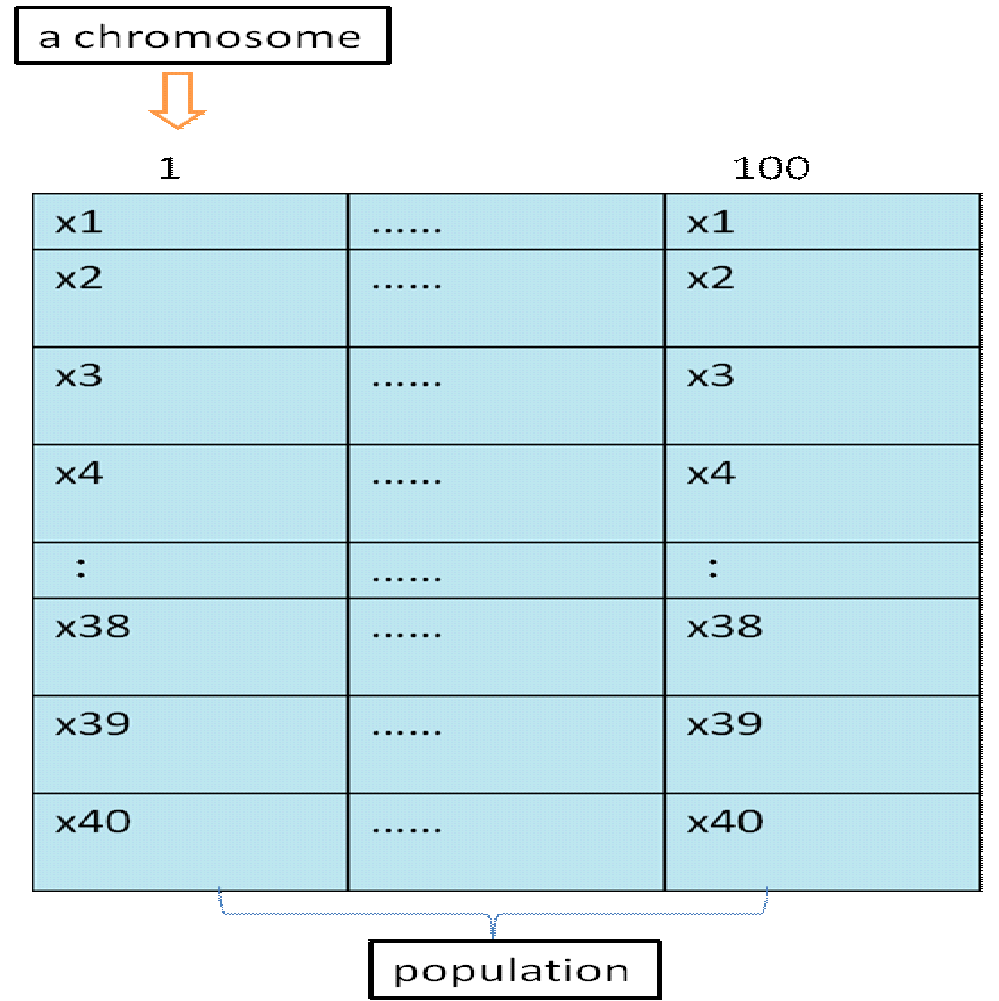 a chromosome
1 100
x1 ...... x1
x2 ...... x2
x3 ...... x3
x4 ...... x4
: ...... :
x38 ...... x38
x39 ...... x39
x40 ...... x40
population